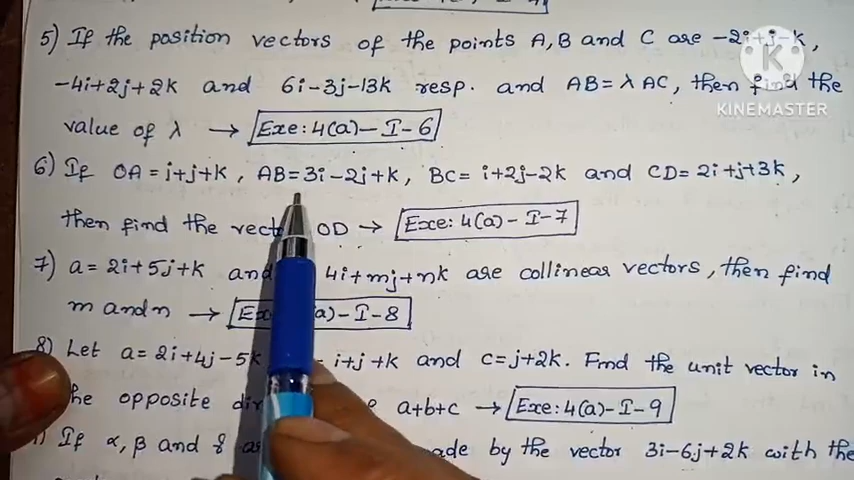 5) If the position vectors of the points A, B and C are -2i+j-k,
-4i+2j+2k and 6i-3j-13k resp. and AB=λAC, then find the
value of λ → Exe: 4(a)-I-6
6) If OA=i+j+k, AB=3i-2j+k, BC=i+2j-2k and CD=2i+j+3k,
then find the OD → Exe: 4(a)-I-7
7) a=2i+5j+k and 4i+mj+nk are collinear vectors, then find
m and n → a)-I-8
8) Let a=2i+4j-5k i+j+k and c=j+2k. Find the unit vector in
opposite a+b+c → Exe: 4(a)-I-9
If α, β and by the vector 3i-6j+2k with the
K
KINEMASTER